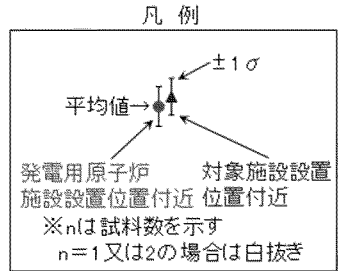 凡 例
±1σ
平均値→
発電用原子炉
施設設置位置付近
対象施設設置
位置付近
※nは試料数を示す
n=1又は2の場合は白抜き